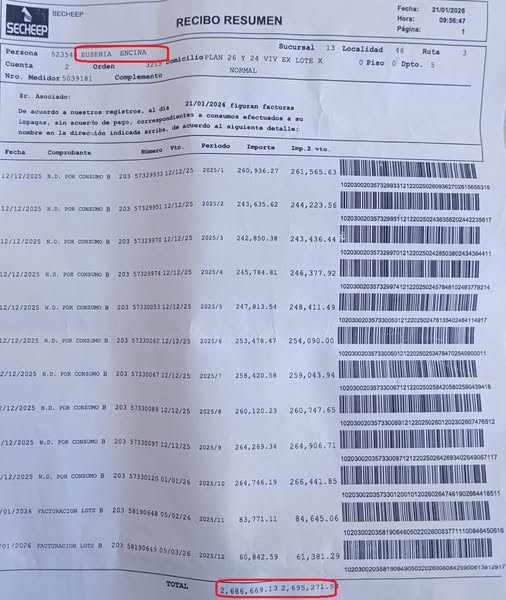 SECHEEP
SECHEEP
RECIBO RESUMEN
Fecha: 21/01/2026
Hora: 09:56:47
Página: 1
Persona 52354 EUSEBIA ENCINA Sucursal 13 Localidad 46 Ruta 3
Cuenta 2 Orden 3215 Domicilio PLAN 26 Y 24 VIV EX LOTE X 0 Piso 0 Dpto. 5
Nro. Medidor 5039181 Complemento NORMAL
Sr. Asociado:
De acuerdo a nuestros registros, al día 21/01/2026 figuran facturas
impagas, sin acuerdo de pago, correspondientes a consumos efectuados a su
nombre en la dirección indicada arriba, de acuerdo al siguiente detalle:
Fecha Comprobante Número Vto. Periodo Importe Imp.2 vto.
12/12/2025 N.D. POR CONSUMO B 203 57329933 12/12/25 2025/1 260,936.27 261,565.63
12/12/2025 N.D. POR CONSUMO B 203 57329951 12/12/25 2025/2 243,635.62 244,223.56
12/12/2025 N.D. POR CONSUMO B 203 57329970 12/12/25 2025/3 242,850.38 243,436.44
12/12/2025 N.D. POR CONSUMO B 203 57329974 12/12/25 2025/4 245,784.81 246,377.92
12/12/2025 N.D. POR CONSUMO B 203 57330053 12/12/25 2025/5 247,813.54 248,411.49
12/12/2025 N.D. POR CONSUMO B 203 12/12/25 2025/6 253,478.47 254,090.00
2/12/2025 N.D. POR CONSUMO B 203 57330067 12/12/25 2025/7 258,420.58 259,043.94
/12/2025 N.D. POR CONSUMO B 203 57330089 12/12/25 2025/8 260,120.23 260,747.65
/12/2025 N.D. POR CONSUMO B 203 57330097 12/12/25 2025/9 264,269.34 264,906.71
/12/2025 N.D. POR CONSUMO B 203 57330120 01/01/26 2025/10 264,746.19 266,441.85
/01/2026 FACTURACION LOTE B 203 58190648 05/02/26 2025/11 83,771.11 84,645.06
/01/2026 FACTURACION LOTE B 203 58190649 05/03/26 2025/12 60,842.59 61,381.29
TOTAL 2,686,669.13 2,695,271.5